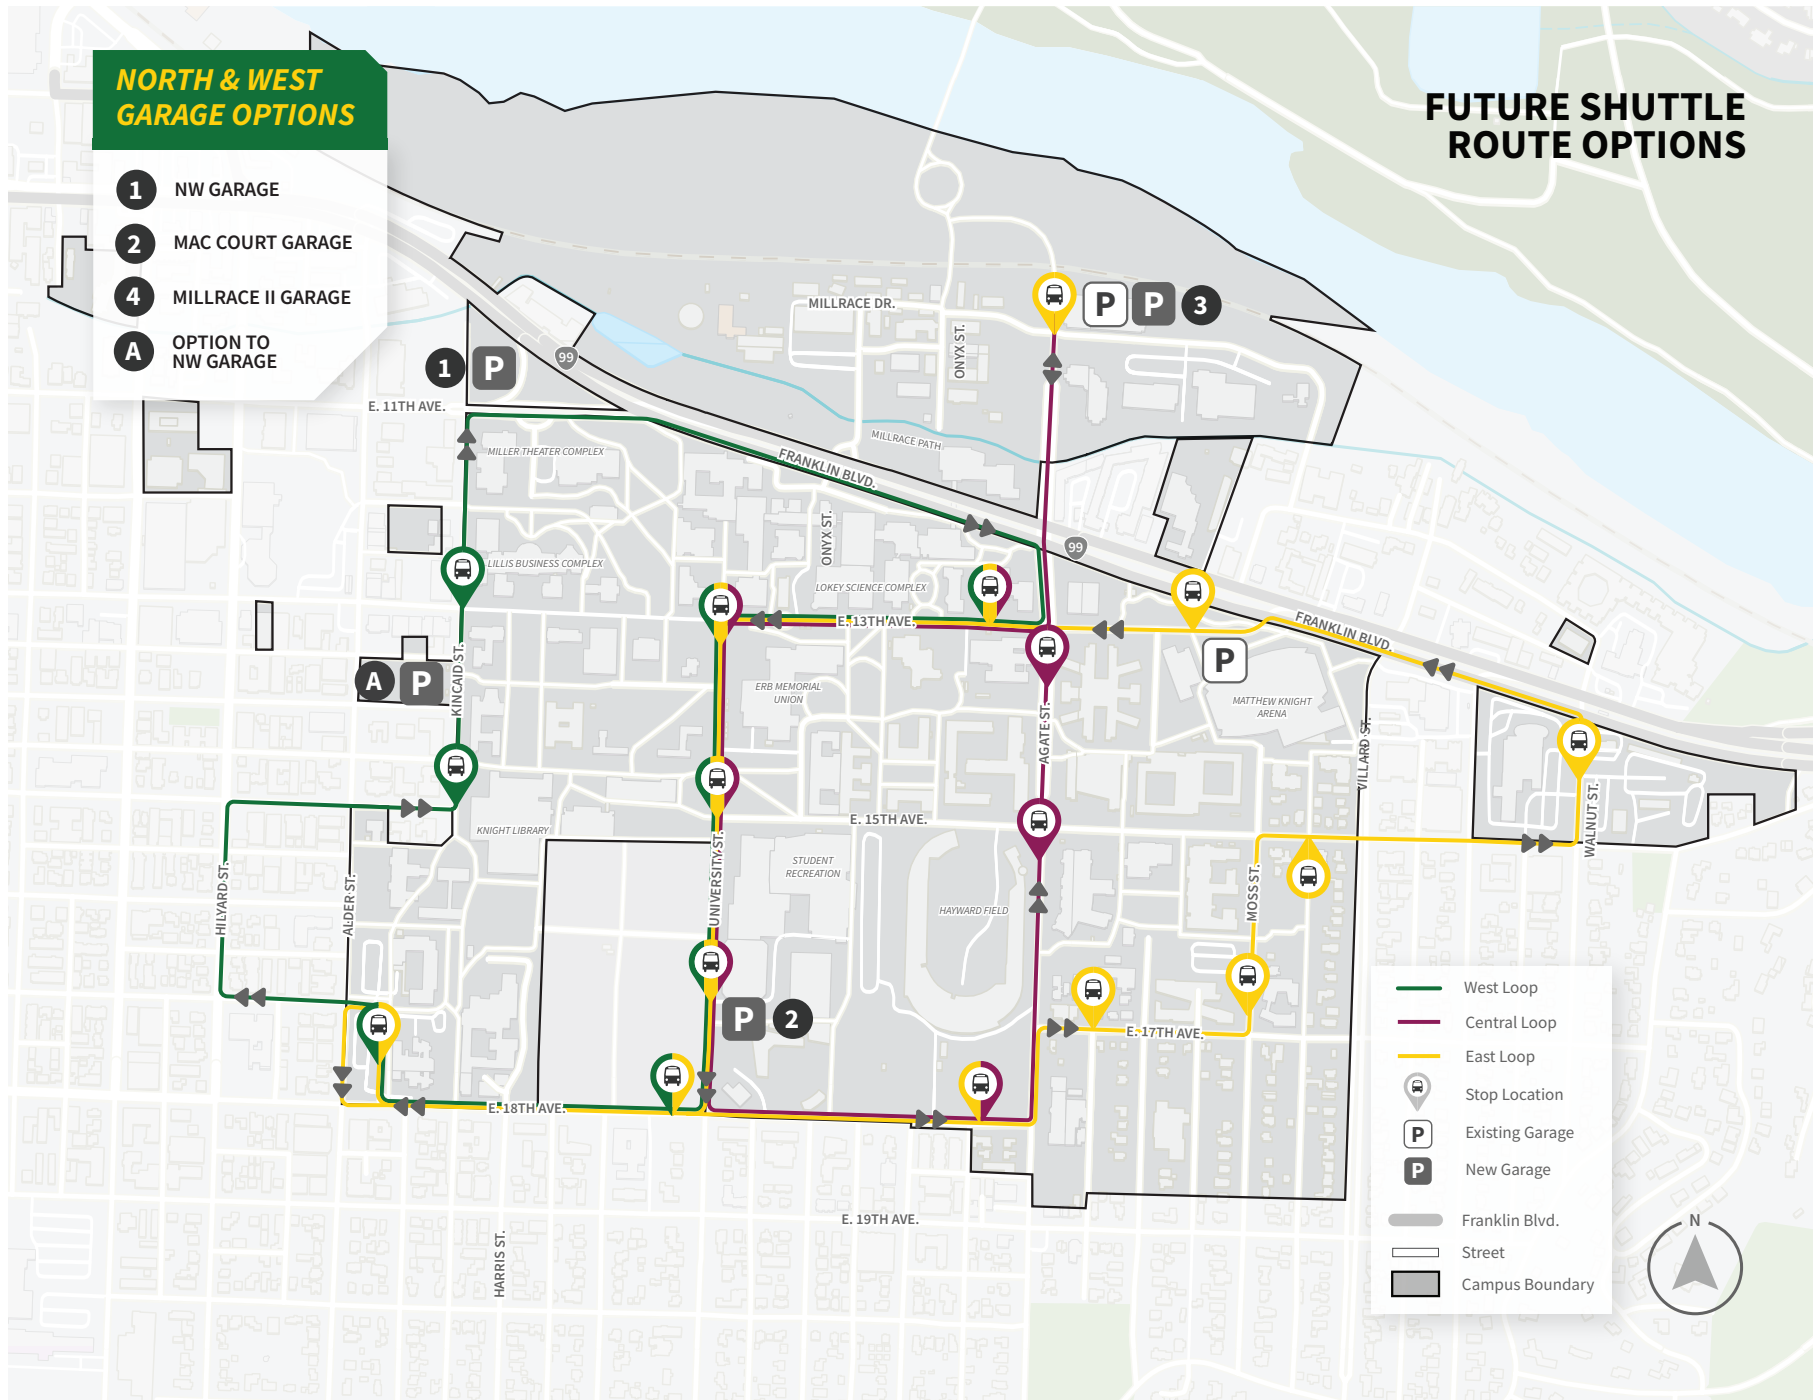 NORTH & WEST
GARAGE OPTIONS
1 NW GARAGE
2 MAC COURT GARAGE
4 MILLRACE II GARAGE
A OPTION TO
NW GARAGE
FUTURE SHUTTLE
ROUTE OPTIONS
MILLRACE DR.
P P 3
ONYX ST.
99
1 P
E. 11TH AVE.
MILLRACE PATH
MILLER THEATER COMPLEX
FRANKLIN BLVD.
ONYX ST.
99
LILLIS BUSINESS COMPLEX
LOKEY SCIENCE COMPLEX
E. 13TH AVE.
FRANKLIN BLVD.
P
A P
KINCAID ST.
ERB MEMORIAL
UNION
MATTHEW KNIGHT
ARENA
AGATE ST.
VILLARD ST.
E. 15TH AVE.
KNIGHT LIBRARY
WALNUT ST.
STUDENT
RECREATION
UNIVERSITY ST.
HILYARD ST.
ALDER ST.
MOSS ST.
HAYWARD FIELD
P 2
E. 17TH AVE.
E. 18TH AVE.
E. 19TH AVE.
HARRIS ST.
West Loop
Central Loop
East Loop
Stop Location
P Existing Garage
P New Garage
Franklin Blvd.
Street
Campus Boundary
N